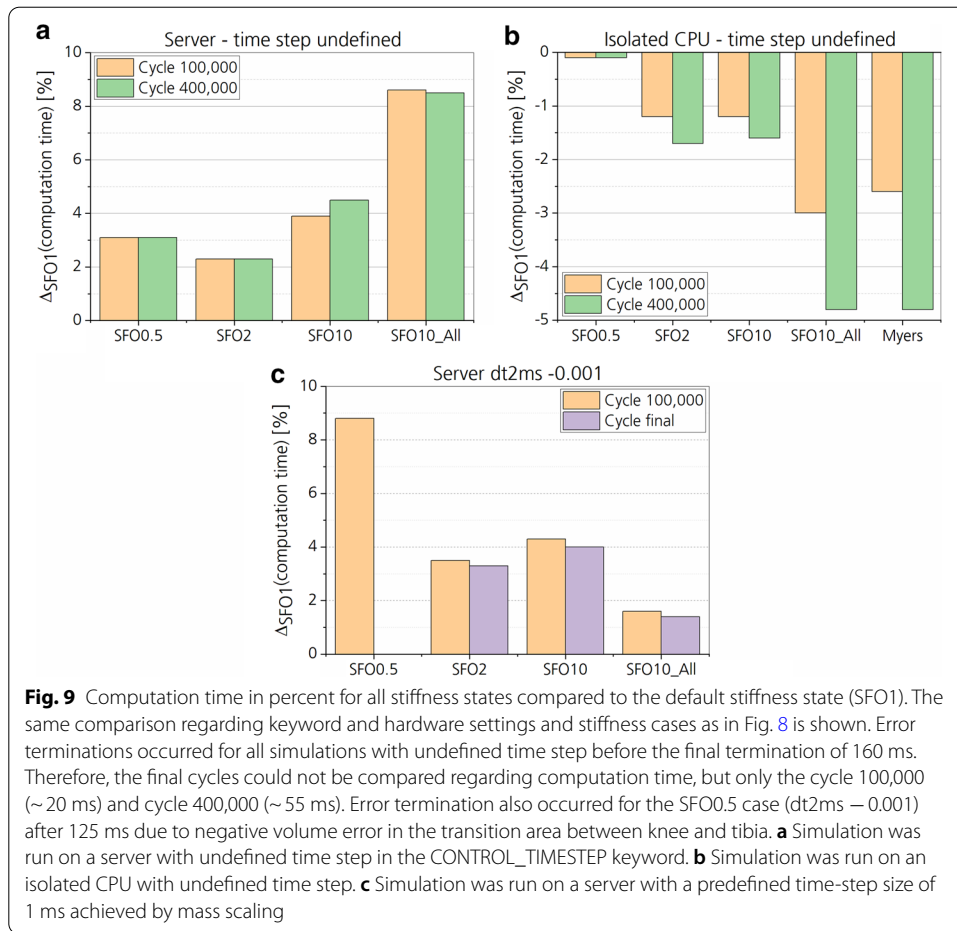 a
Server - time step undefined
Δ_SFO1(computation time) [%]
10
8
6
4
2
0
Cycle 100,000
Cycle 400,000
SFO0.5 SFO2 SFO10 SFO10_All
b
Isolated CPU - time step undefined
Δ_SFO1(computation time) [%]
0
-1
-2
-3
-4
-5
Cycle 100,000
Cycle 400,000
SFO0.5 SFO2 SFO10 SFO10_All Myers
c
Server dt2ms -0.001
Δ_SFO1(computation time) [%]
10
8
6
4
2
0
Cycle 100,000
Cycle final
SFO0.5 SFO2 SFO10 SFO10_All
Fig. 9 Computation time in percent for all stiffness states compared to the default stiffness state (SFO1). The
same comparison regarding keyword and hardware settings and stiffness cases as in Fig. 8 is shown. Error
terminations occurred for all simulations with undefined time step before the final termination of 160 ms.
Therefore, the final cycles could not be compared regarding computation time, but only the cycle 100,000
(~ 20 ms) and cycle 400,000 (~ 55 ms). Error termination also occurred for the SFO0.5 case (dt2ms − 0.001)
after 125 ms due to negative volume error in the transition area between knee and tibia. a Simulation was
run on a server with undefined time step in the CONTROL_TIMESTEP keyword. b Simulation was run on an
isolated CPU with undefined time step. c Simulation was run on a server with a predefined time-step size of
1 ms achieved by mass scaling